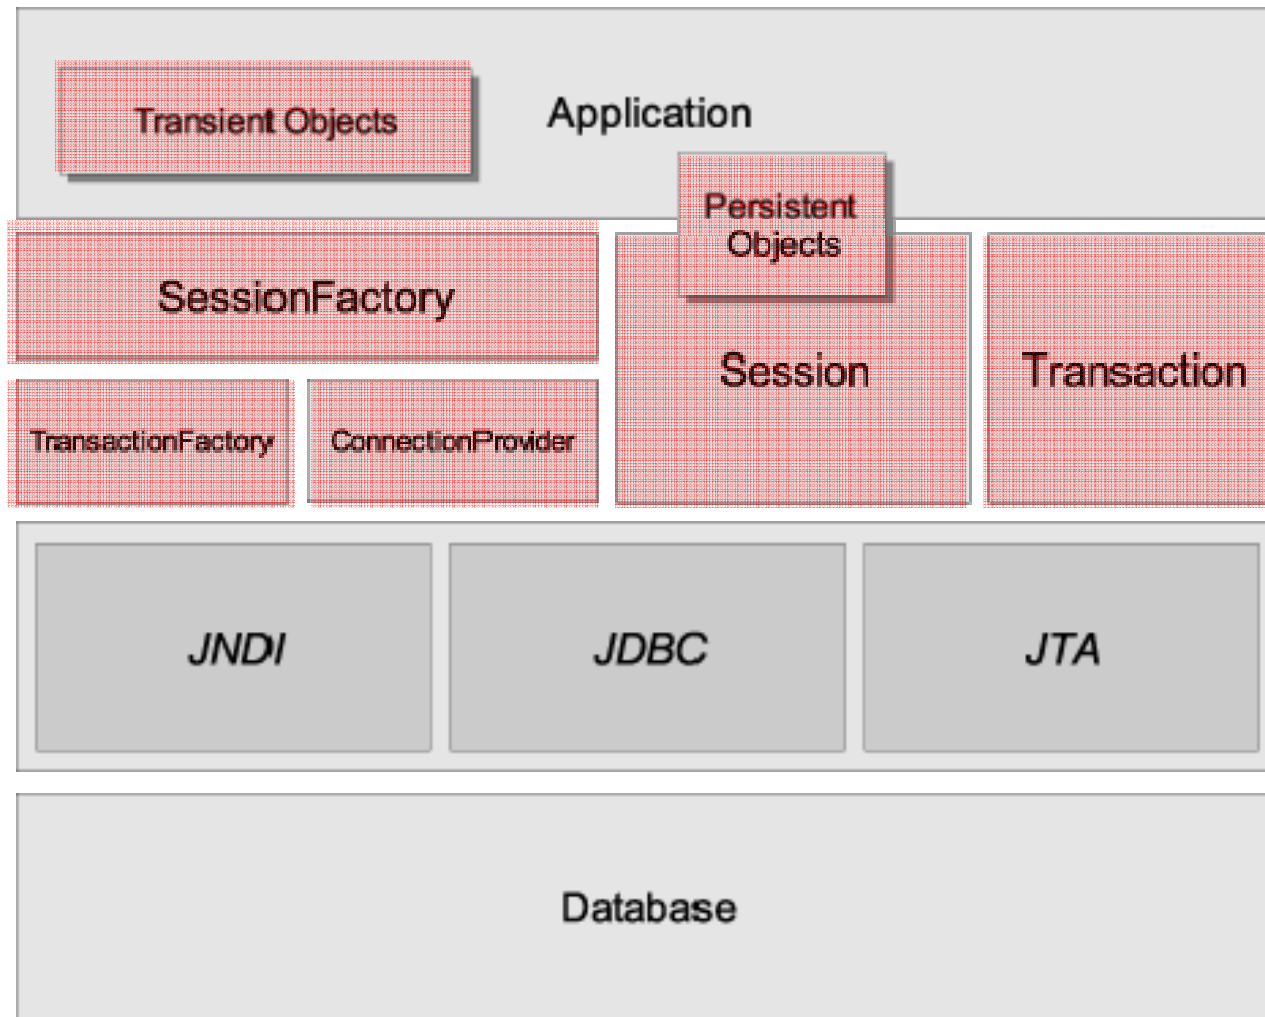 Transient Objects
Application
Persistent
Objects
SessionFactory
Session
Transaction
TransactionFactory
ConnectionProvider
JNDI
JDBC
JTA
Database